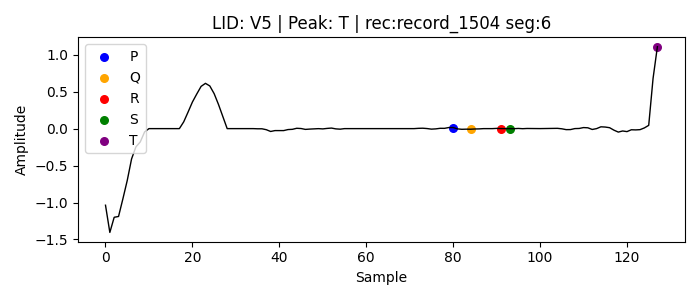 LID: V5 | Peak: T | rec:record_1504 seg:6
P
Q
R
S
T
1.0
0.5
0.0
−0.5
−1.0
−1.5
Amplitude
0 20 40 60 80 100 120
Sample